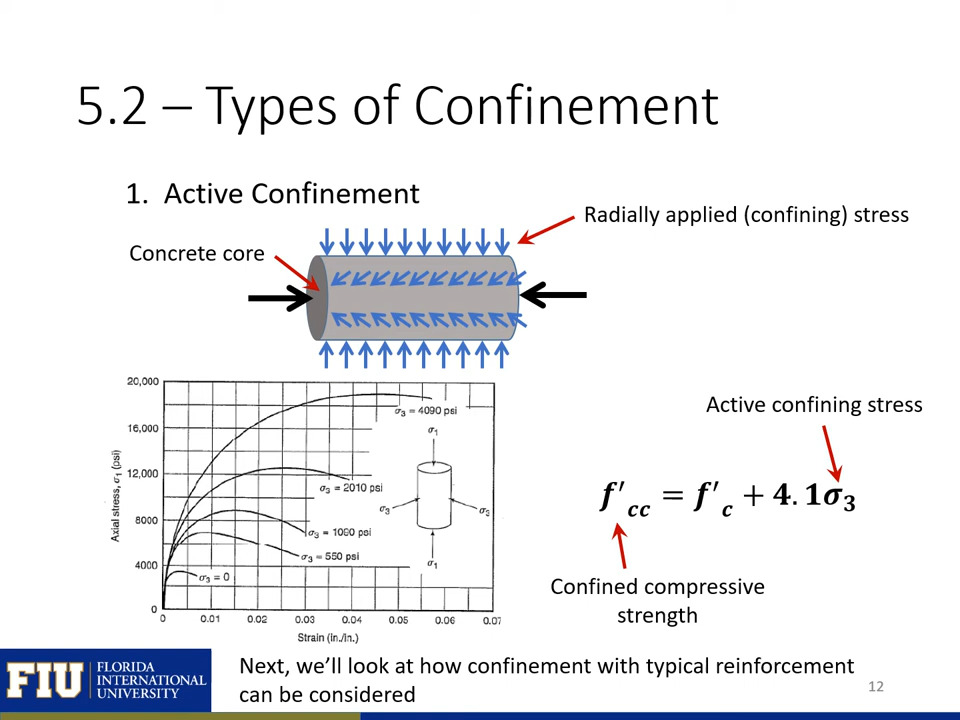 5.2 – Types of Confinement
1. Active Confinement
Radially applied (confining) stress
Concrete core
20,000
16,000
12,000
8000
4000
0
Axial stress, σ₁ (psi)
σ₃ = 4090 psi
σ₃ = 2010 psi
σ₃ = 1090 psi
σ₃ = 550 psi
σ₃ = 0
σ₁
σ₃
σ₃
σ₁
0 0.01 0.02 0.03 0.04 0.05 0.06 0.07
Strain (in./in.)
Active confining stress
f′cc = f′c + 4.1σ₃
Confined compressive
strength
FIU
FLORIDA
INTERNATIONAL
UNIVERSITY
Next, we’ll look at how confinement with typical reinforcement
can be considered
12